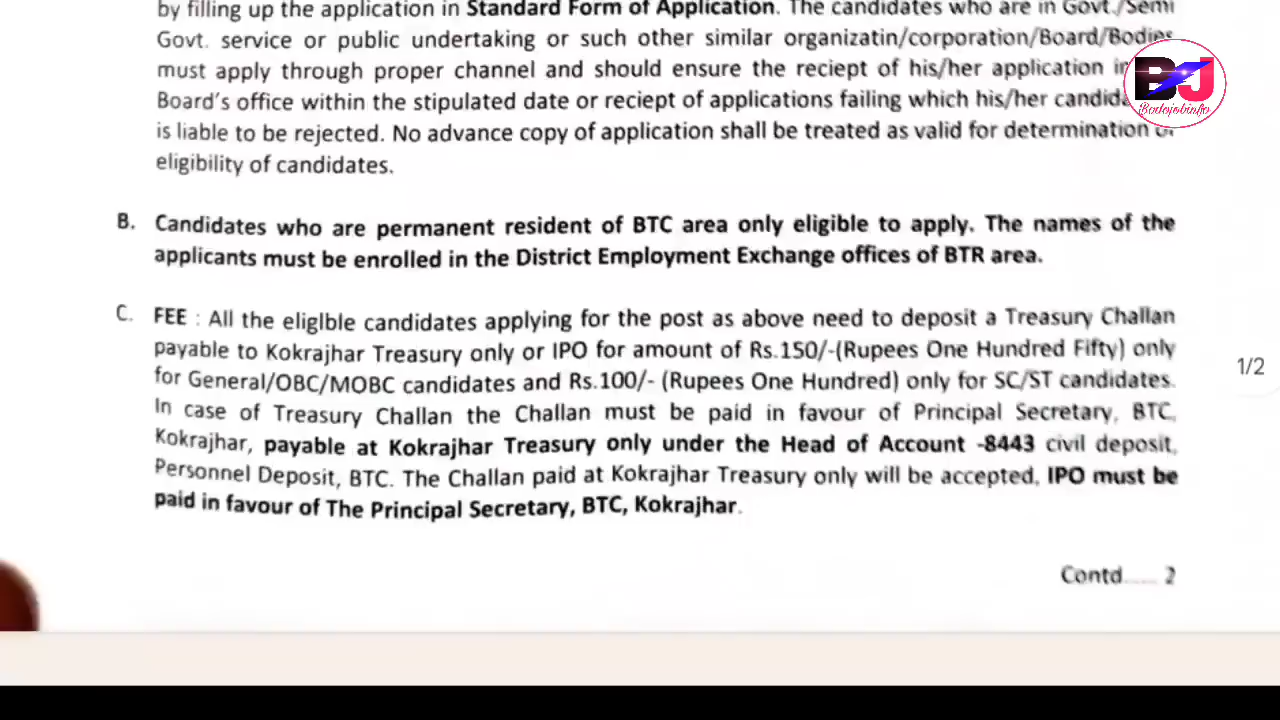 by filling up the application in Standard Form of Application. The candidates who are in Govt./Semi
Govt. service or public undertaking or such other similar organizatin/corporation/Board/Bodies
must apply through proper channel and should ensure the reciept of his/her application in
Board's office within the stipulated date or reciept of applications failing which his/her
is liable to be rejected. No advance copy of application shall be treated as valid for determination of
eligibility of candidates.
B. Candidates who are permanent resident of BTC area only eligible to apply. The names of the
applicants must be enrolled in the District Employment Exchange offices of BTR area.
C. FEE : All the eliglble candidates applying for the post as above need to deposit a Treasury Challan
payable to Kokrajhar Treasury only or IPO for amount of Rs.150/-(Rupees One Hundred Fifty) only
for General/OBC/MOBC candidates and Rs.100/- (Rupees One Hundred) only for SC/ST candidates.
In case of Treasury Challan the Challan must be paid in favour of Principal Secretary, BTC,
Kokrajhar, payable at Kokrajhar Treasury only under the Head of Account -8443 civil deposit,
Personnel Deposit, BTC. The Challan paid at Kokrajhar Treasury only will be accepted. IPO must be
paid in favour of The Principal Secretary, BTC, Kokrajhar.
Contd...... 2
1/2
BJ
iBodojobinfo